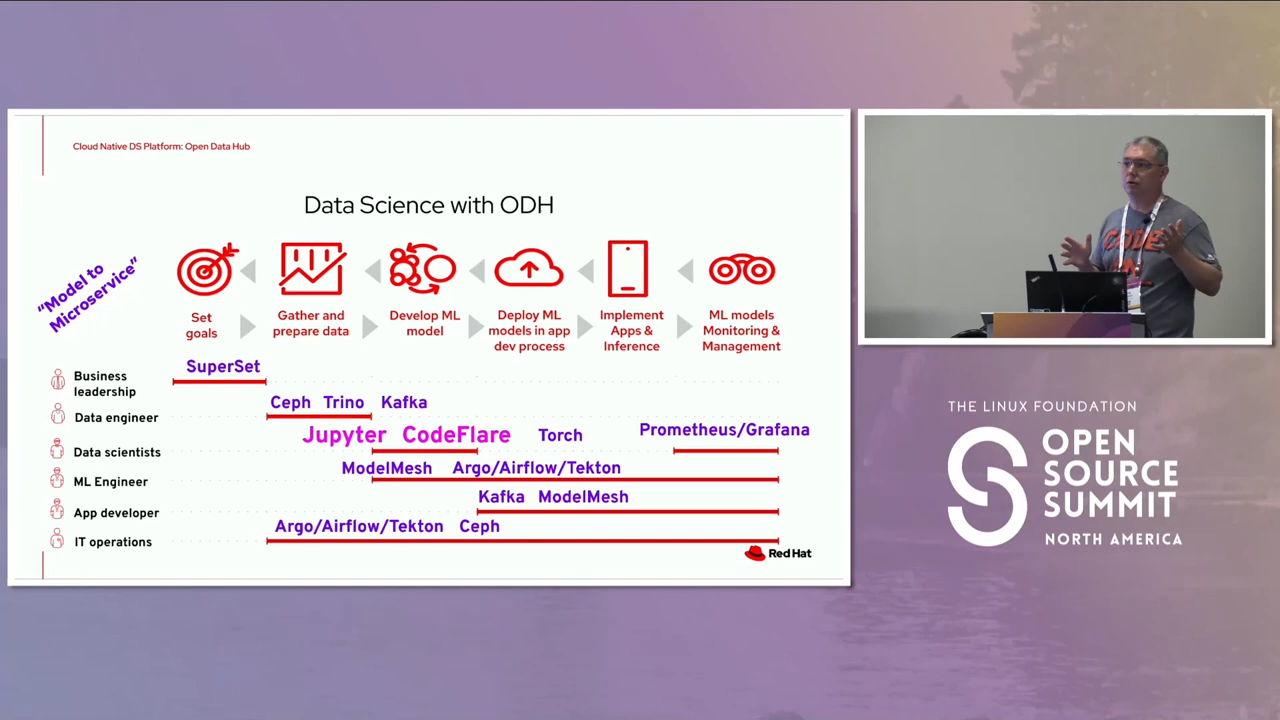 Cloud Native DS Platform: Open Data Hub
Data Science with ODH
"Model to
Microservice"
Set
goals
Gather and
prepare data
Develop ML
model
Deploy ML
models in app
dev process
Implement
Apps &
Inference
ML models
Monitoring &
Management
Business
leadership
SuperSet
Data engineer
Ceph Trino Kafka
Data scientists
Jupyter CodeFlare Torch Prometheus/Grafana
ML Engineer
ModelMesh Argo/Airflow/Tekton
App developer
Kafka ModelMesh
IT operations
Argo/Airflow/Tekton Ceph
Red Hat
CODE
THE LINUX FOUNDATION
OPEN
SOURCE
SUMMIT
NORTH AMERICA